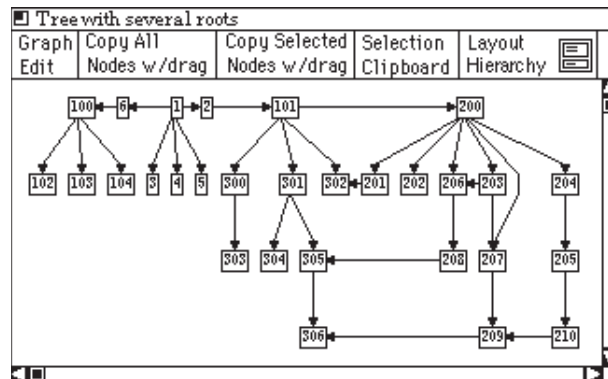 Tree with several roots
Graph Copy All Copy Selected Selection Layout
Edit Nodes w/drag Nodes w/drag Clipboard Hierarchy
100 6 1 2 101 200
102 103 104 3 4 5 300 301 302 201 202 206 203 204
303 304 305 208 207 205
306 209 210